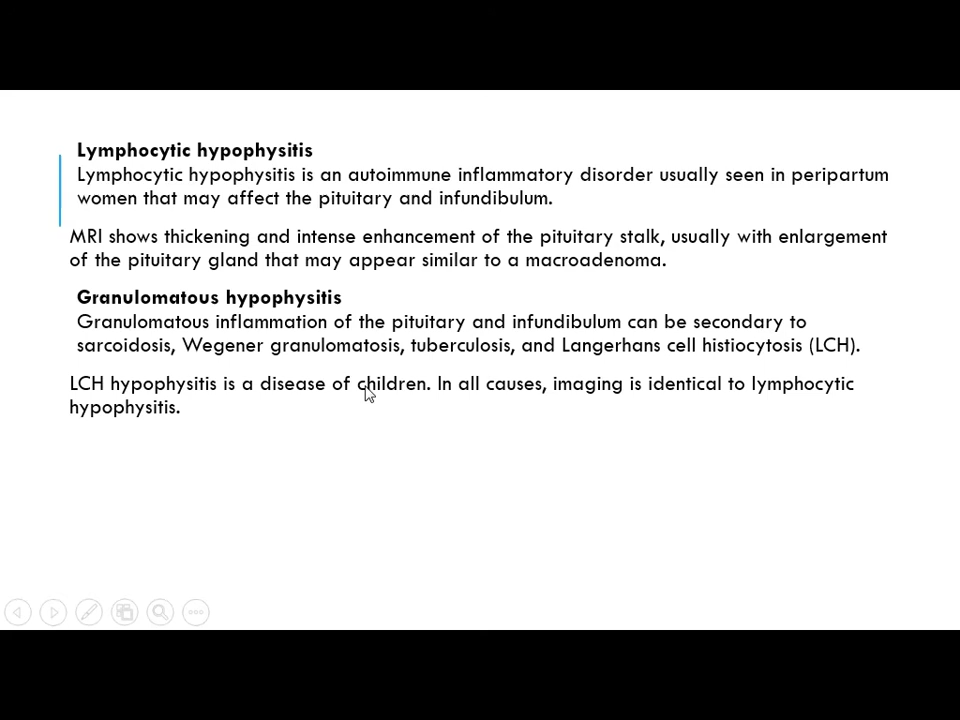 Lymphocytic hypophysitis
Lymphocytic hypophysitis is an autoimmune inflammatory disorder usually seen in peripartum
women that may affect the pituitary and infundibulum.
MRI shows thickening and intense enhancement of the pituitary stalk, usually with enlargement
of the pituitary gland that may appear similar to a macroadenoma.
Granulomatous hypophysitis
Granulomatous inflammation of the pituitary and infundibulum can be secondary to
sarcoidosis, Wegener granulomatosis, tuberculosis, and Langerhans cell histiocytosis (LCH).
LCH hypophysitis is a disease of children. In all causes, imaging is identical to lymphocytic
hypophysitis.